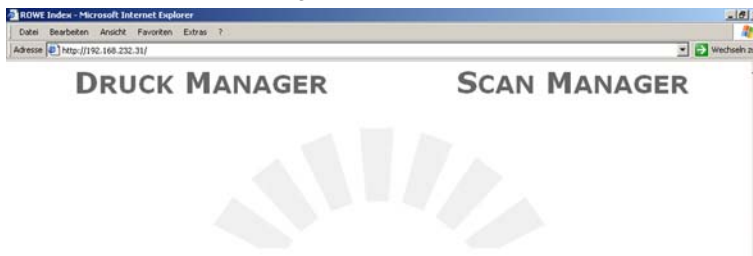 ROWE Index - Microsoft Internet Explorer
Datei Bearbeiten Ansicht Favoriten Extras ?
Adresse http://192.168.232.31/ Wechseln
DRUCK MANAGER SCAN MANAGER